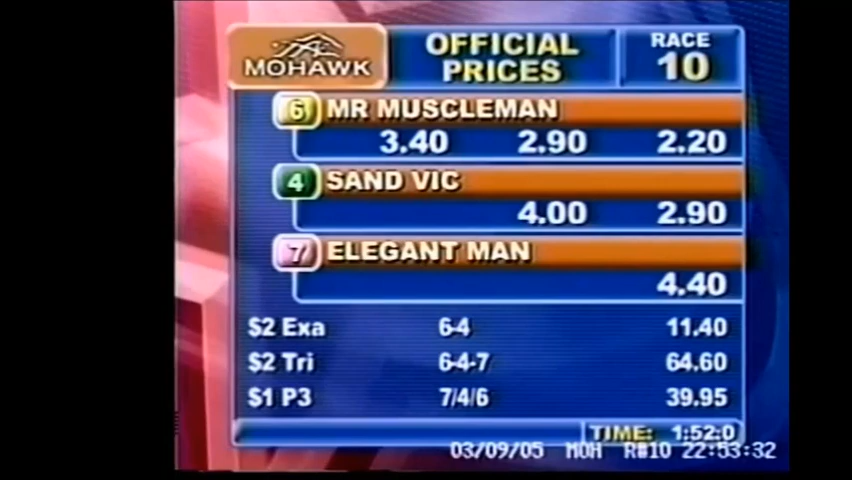 MOHAWK
OFFICIAL PRICES
RACE 10
6 MR MUSCLEMAN
3.40 2.90 2.20
4 SAND VIC
4.00 2.90
7 ELEGANT MAN
4.40
$2 Exa 6-4 11.40
$2 Tri 6-4-7 64.60
$1 P3 7/4/6 39.95
TIME: 1:52:0
03/09/05 MOH R#10 22:53:32